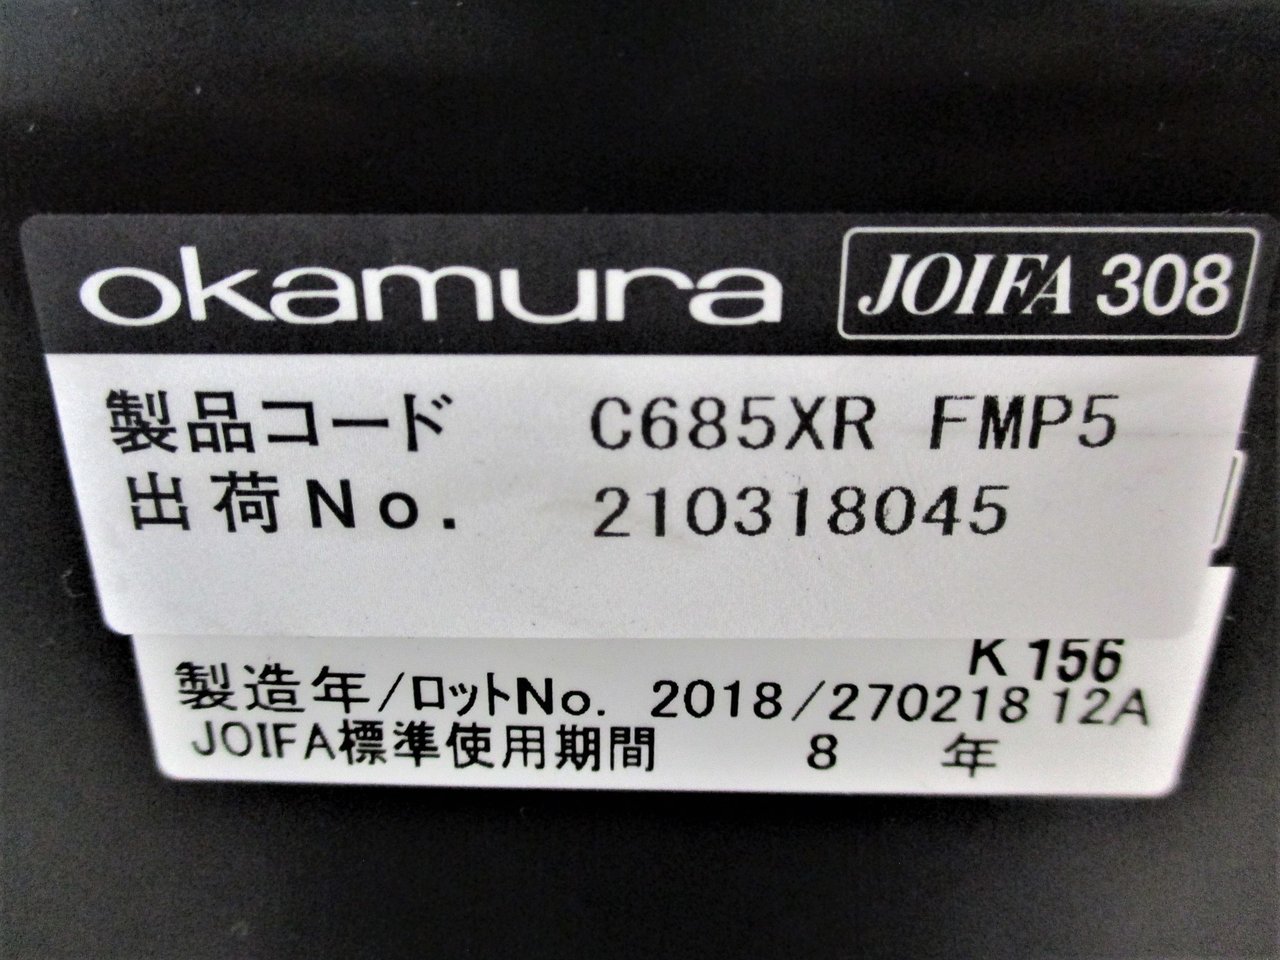 okamura JOIFA 308
製品コード C685XR FMP5
出荷No. 210318045
K 156
製造年/ロットNo. 2018/270218 12A
JOIFA標準使用期間 8 年